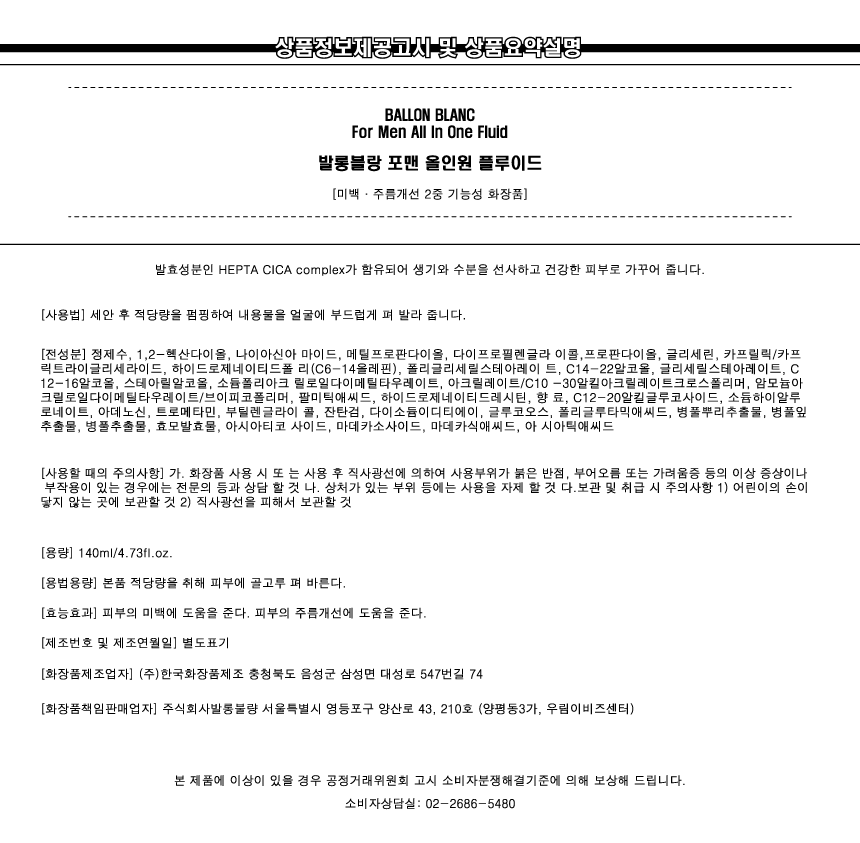 상품정보제공고시 및 상품요약설명
BALLON BLANC
For Men All In One Fluid
발롱블랑 포맨 올인원 플루이드
[미백 · 주름개선 2중 기능성 화장품]
발효성분인 HEPTA CICA complex가 함유되어 생기와 수분을 선사하고 건강한 피부로 가꾸어 줍니다.
[사용법] 세안 후 적당량을 펌핑하여 내용물을 얼굴에 부드럽게 펴 발라 줍니다.
[전성분] 정제수, 1,2-헥산다이올, 나이아신아 마이드, 메틸프로판다이올, 다이프로필렌글라 이콜,프로판다이올, 글리세린, 카프릴릭/카프
릭트라이글리세라이드, 하이드로제네이티드폴 리(C6-14올레핀), 폴리글리세릴스테아레이 트, C14-22알코올, 글리세릴스테아레이트, C
12-16알코올, 스테아릴알코올, 소듐폴리아크 릴로일다이메틸타우레이트, 아크릴레이트/C10 -30알킬아크릴레이트크로스폴리머, 암모늄아
크릴로일다이메틸타우레이트/브이피코폴리머, 팔미틱애씨드, 하이드로제네이티드레시틴, 향 료, C12-20알킬글루코사이드, 소듐하이알루
로네이트, 아데노신, 트로메타민, 부틸렌글라이 콜, 잔탄검, 다이소듐이디티에이, 글루코오스, 폴리글루타믹애씨드, 병풀뿌리추출물, 병풀잎
추출물, 병풀추출물, 효모발효물, 아시아티코 사이드, 마데카소사이드, 마데카식애씨드, 아 시아틱애씨드
[사용할 때의 주의사항] 가. 화장품 사용 시 또 는 사용 후 직사광선에 의하여 사용부위가 붉은 반점, 부어오름 또는 가려움증 등의 이상 증상이나
부작용이 있는 경우에는 전문의 등과 상담 할 것 나. 상처가 있는 부위 등에는 사용을 자제 할 것 다.보관 및 취급 시 주의사항 1) 어린이의 손이
닿지 않는 곳에 보관할 것 2) 직사광선을 피해서 보관할 것
[용량] 140ml/4.73fl.oz.
[용법용량] 본품 적당량을 취해 피부에 골고루 펴 바른다.
[효능효과] 피부의 미백에 도움을 준다. 피부의 주름개선에 도움을 준다.
[제조번호 및 제조연월일] 별도표기
[화장품제조업자] (주)한국화장품제조 충청북도 음성군 삼성면 대성로 547번길 74
[화장품책임판매업자] 주식회사발롱불랑 서울특별시 영등포구 양산로 43, 210호 (양평동3가, 우림이비즈센터)
본 제품에 이상이 있을 경우 공정거래위원회 고시 소비자분쟁해결기준에 의해 보상해 드립니다.
소비자상담실: 02-2686-5480